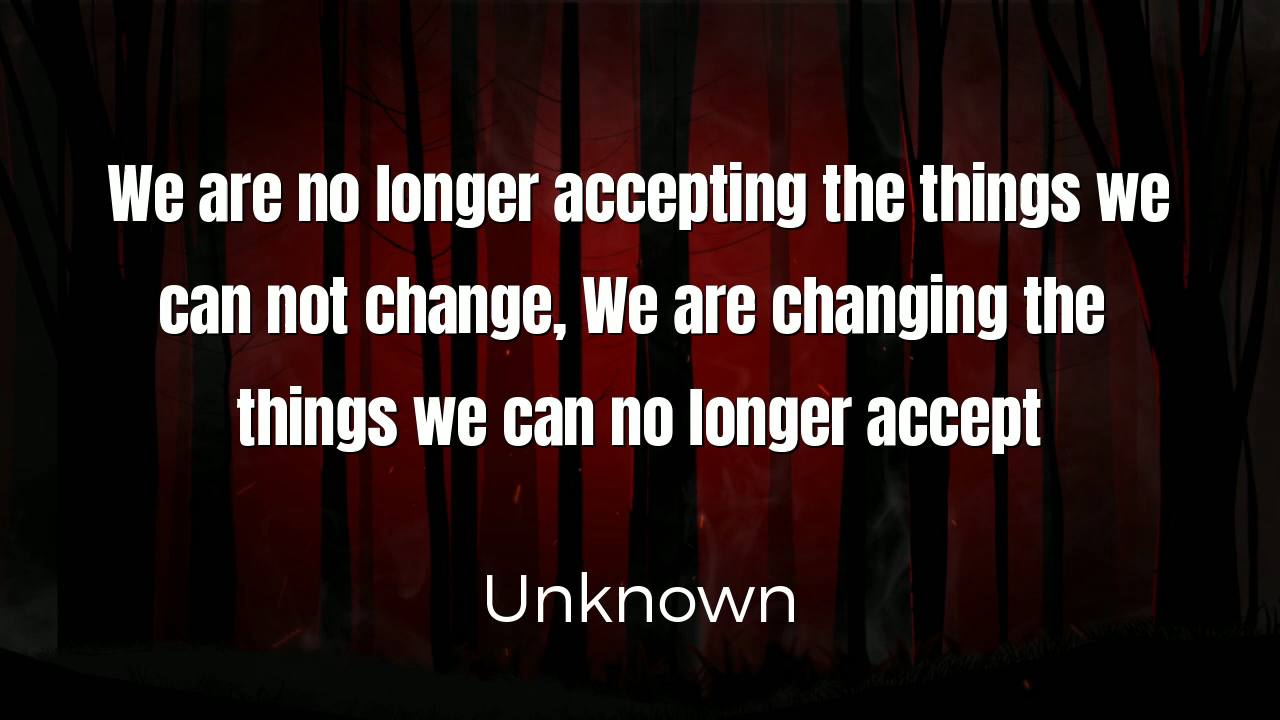 We are no longer accepting the things we
can not change, We are changing the
things we can no longer accept
Unknown